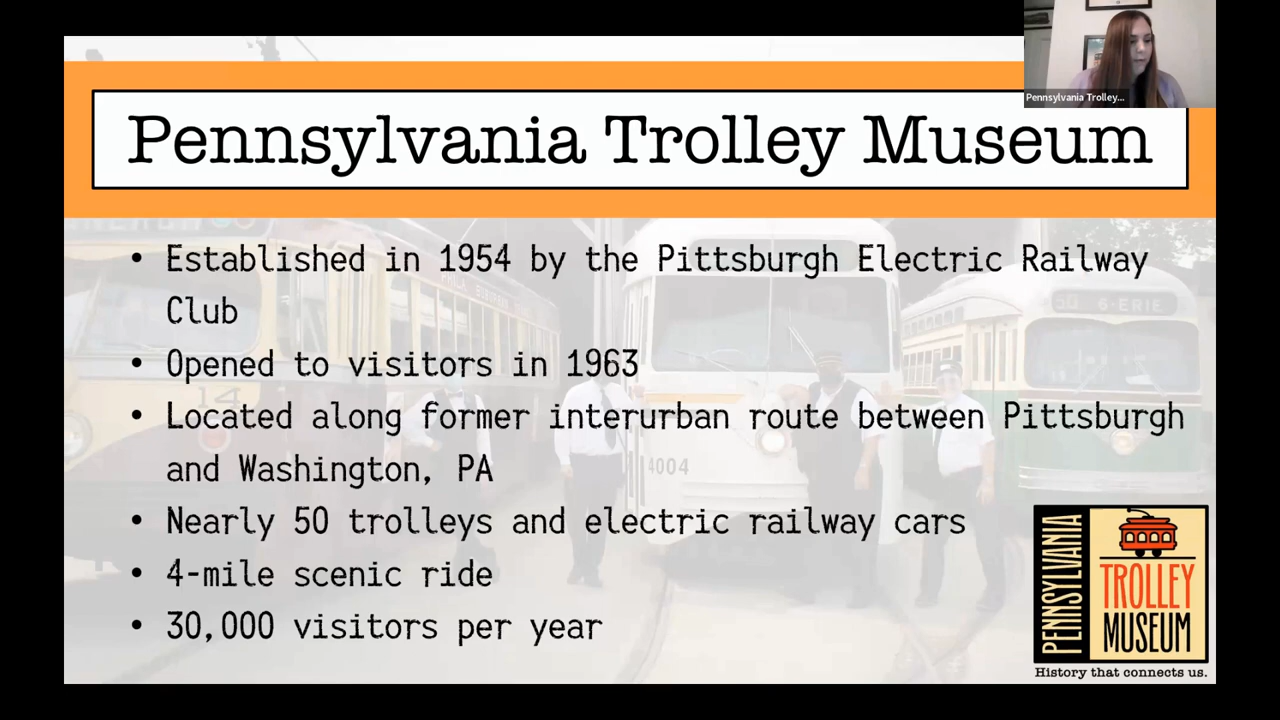 Pennsylvania Trolley...
Pennsylvania Trolley Museum
• Established in 1954 by the Pittsburgh Electric Railway
Club
• Opened to visitors in 1963
• Located along former interurban route between Pittsburgh
and Washington, PA
• Nearly 50 trolleys and electric railway cars
• 4-mile scenic ride
• 30,000 visitors per year
6-ERIE
14
4004
PENNSYLVANIA
TROLLEY
MUSEUM
History that connects us.